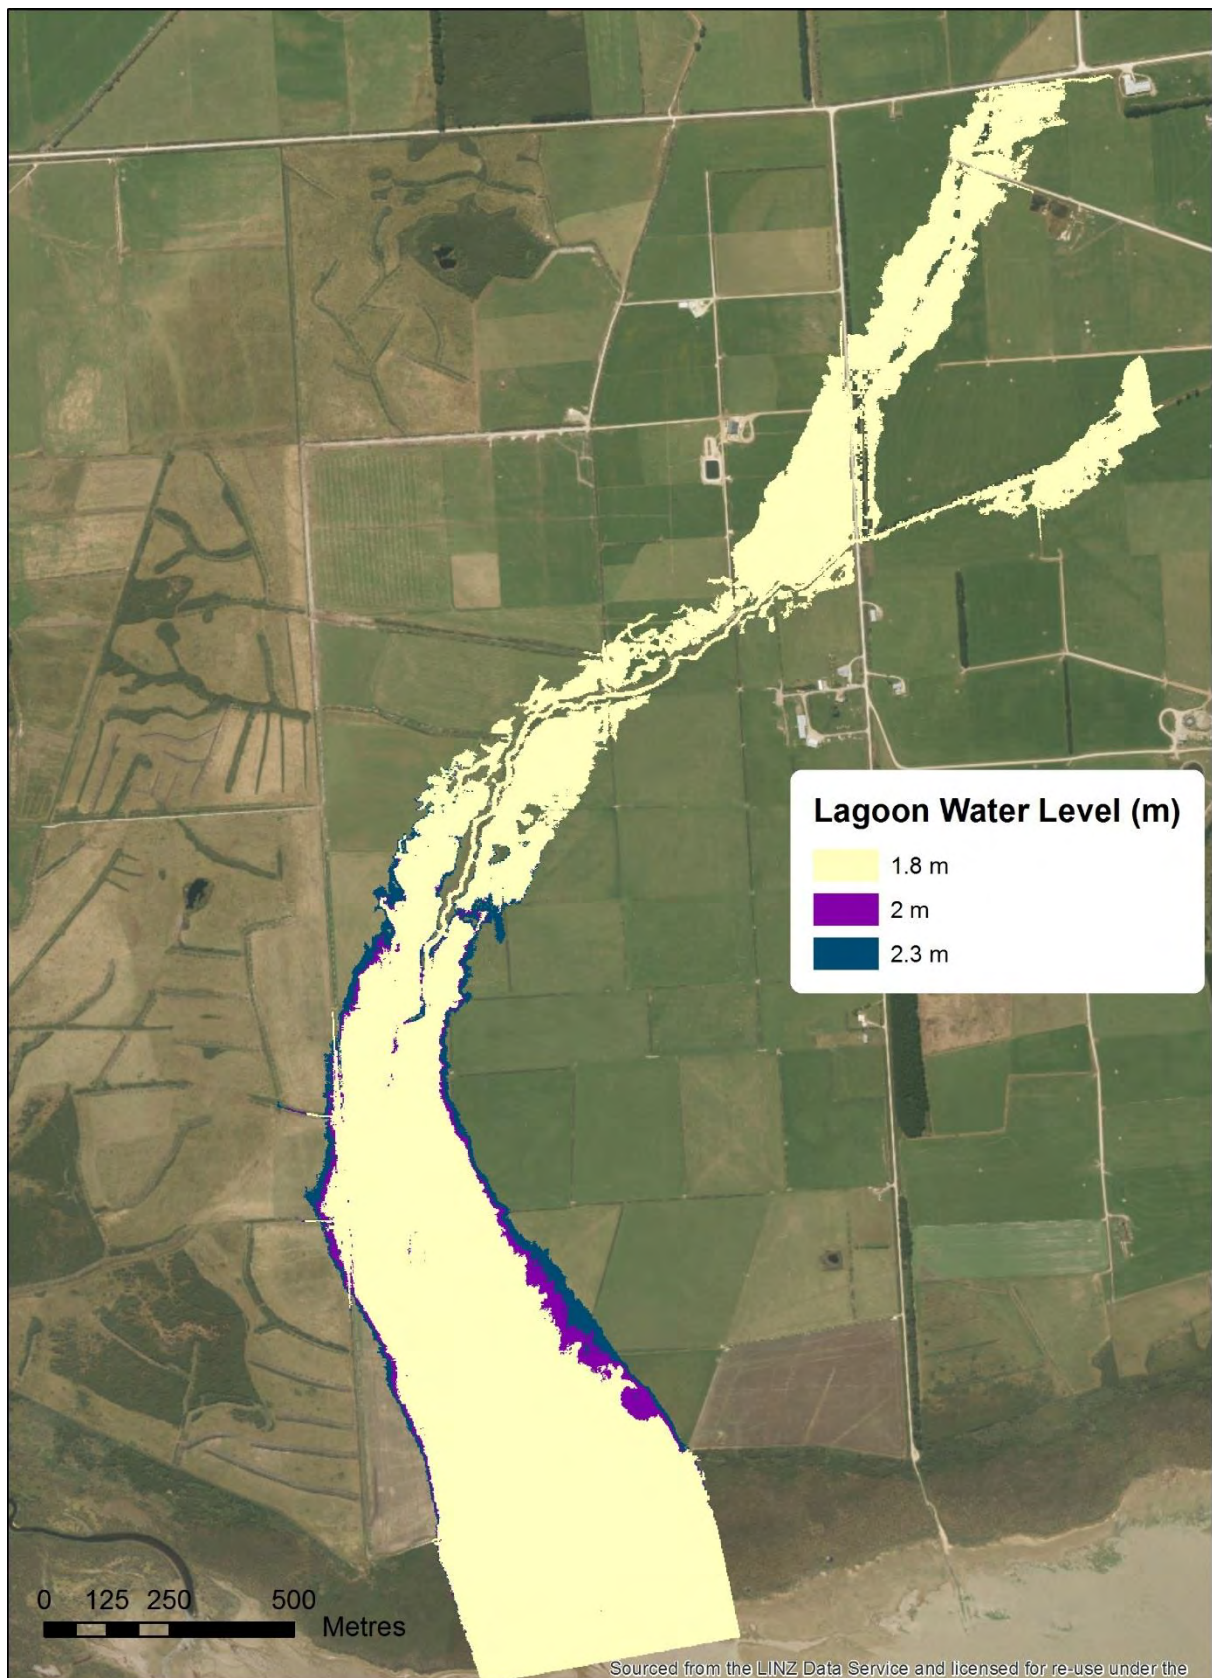 Lagoon Water Level (m)
1.8 m
2 m
2.3 m
0 125 250 500
Metres
Sourced from the LINZ Data Service and licensed for re-use under the